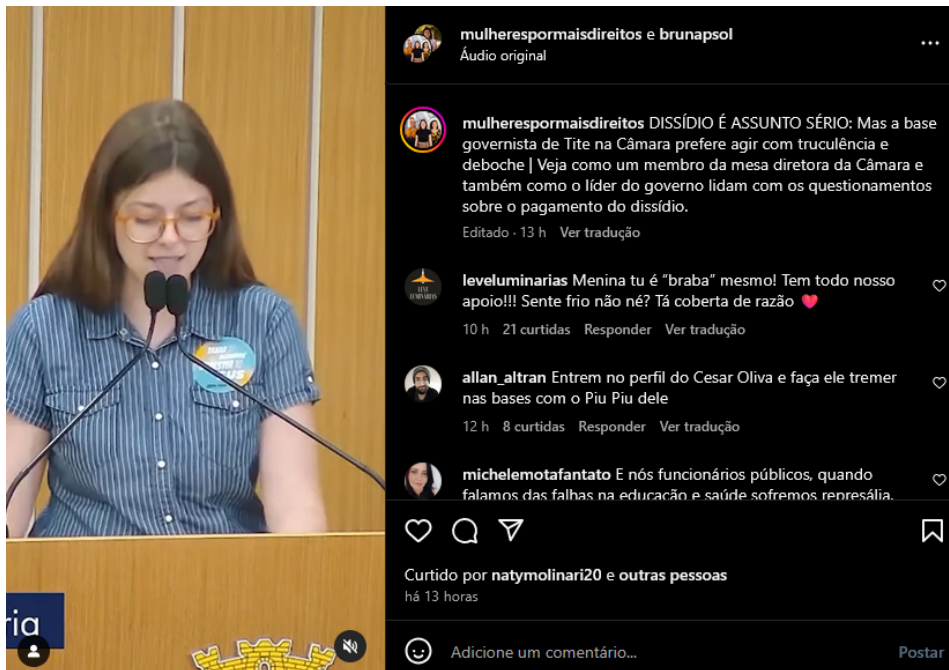 mulherespormaisdireitos e brunapsol
Áudio original
mulherespormaisdireitos DISSÍDIO É ASSUNTO SÉRIO: Mas a base
governista de Tite na Câmara prefere agir com truculência e
deboche | Veja como um membro da mesa diretora da Câmara e
também como o líder do governo lidam com os questionamentos
sobre o pagamento do dissídio.
Editado · 13 h Ver tradução
leveluminarias Menina tu é “braba” mesmo! Tem todo nosso
apoio!!! Sente frio não né? Tá coberta de razão ❤️
10 h 21 curtidas Responder Ver tradução
allan_altran Entrem no perfil do Cesar Oliva e faça ele tremer
nas bases com o Piu Piu dele
12 h 8 curtidas Responder Ver tradução
michelemotafantato E nós funcionários públicos, quando
falamos das falhas na educação e saúde sofremos represália.
Curtido por natymolinari20 e outras pessoas
há 13 horas
Adicione um comentário...
Postar
ria